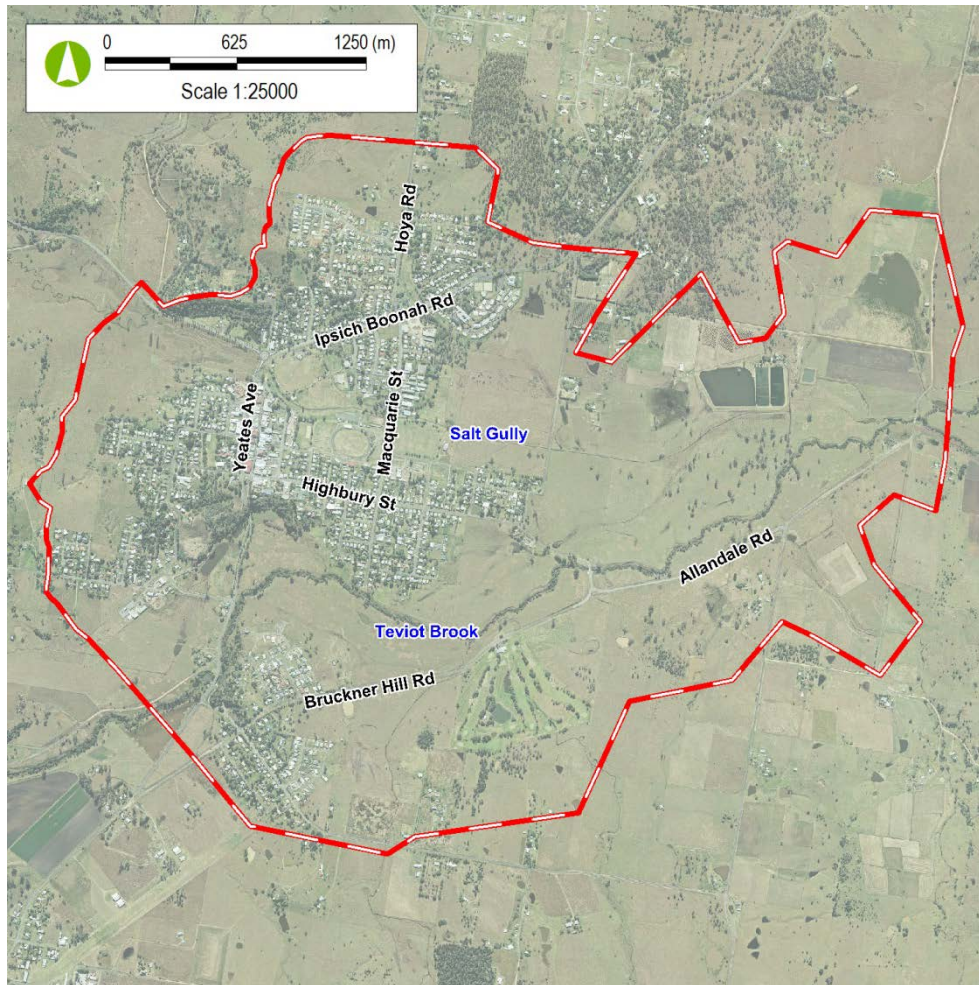 0 625 1250 (m)
Scale 1:25000
Hoya Rd
Ipsich Boonah Rd
Yeates Ave
Macquarie St
Salt Gully
Highbury St
Allandale Rd
Teviot Brook
Bruckner Hill Rd